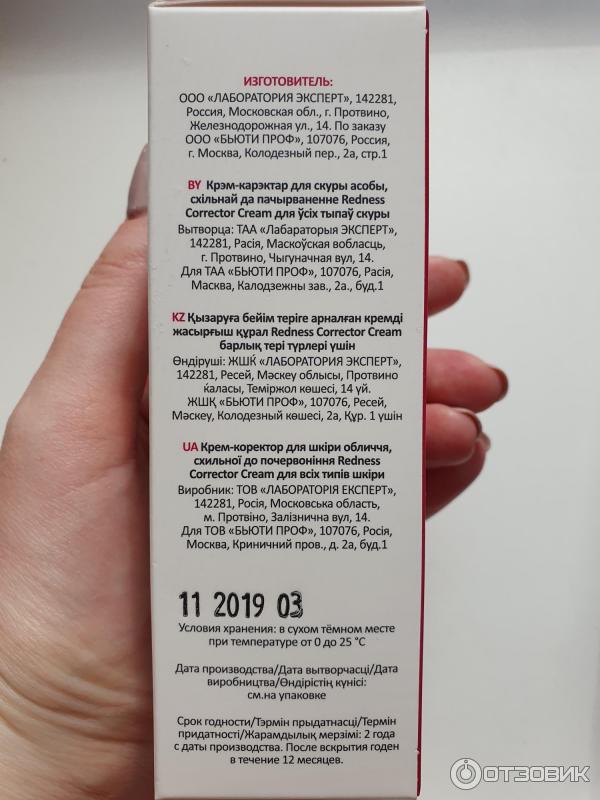 ИЗГОТОВИТЕЛЬ:
ООО «ЛАБОРАТОРИЯ ЭКСПЕРТ», 142281,
Россия, Московская обл., г. Протвино,
Железнодорожная ул., 14. По заказу
ООО «БЬЮТИ ПРОФ», 107076, Россия,
г. Москва, Колодезный пер., 2а, стр.1
BY Крэм-карэктар для скуры асобы,
схільнай да пачырваненне Redness
Corrector Cream для ўсіх тыпаў скуры
Вытворца: ТАА «Лабараторыя ЭКСПЕРТ»,
142281, Расія, Маскоўская вобласць,
г. Протвино, Чыгуначная вул, 14.
Для ТАА «БЬЮТИ ПРОФ», 107076, Расія,
Масква, Калодзежны зав., 2а., буд.1
KZ Қызаруға бейім теріге арналған кремді
жасырғыш құрал Redness Corrector Cream
барлық тері түрлері үшін
Өндіруші: ЖШЌ «ЛАБОРАТОРИЯ ЭКСПЕРТ»,
142281, Ресей, Мәскеу облысы, Протвино
ќаласы, Теміржол көшесі, 14 үй.
ЖШҚ «БЬЮТИ ПРОФ», 107076, Ресей,
Мәскеу, Колодезный көшесі, 2а, Құр. 1 үшін
UA Крем-коректор для шкіри обличчя,
схильної до почервоніння Redness
Corrector Cream для всіх типів шкіри
Виробник: ТОВ «ЛАБОРАТОРІЯ ЕКСПЕРТ»,
142281, Росія, Московська область,
м. Протвіно, Залізнична вул, 14.
Для ТОВ «БЬЮТИ ПРОФ», 107076, Росія,
Москва, Криничний пров., д. 2а, буд.1
11 2019 03
Условия хранения: в сухом тёмном месте
при температуре от 0 до 25 °С
Дата производства/Дата вытворчасці/Дата
виробництва/Өндірістің күнісі:
см.на упаковке
Срок годности/Тэрмін прыдатнасці/Термін
придатності/Жарамдылық мерзімі: 2 года
с даты производства. После вскрытия годен
в течение 12 месяцев.
ОТЗОВИК